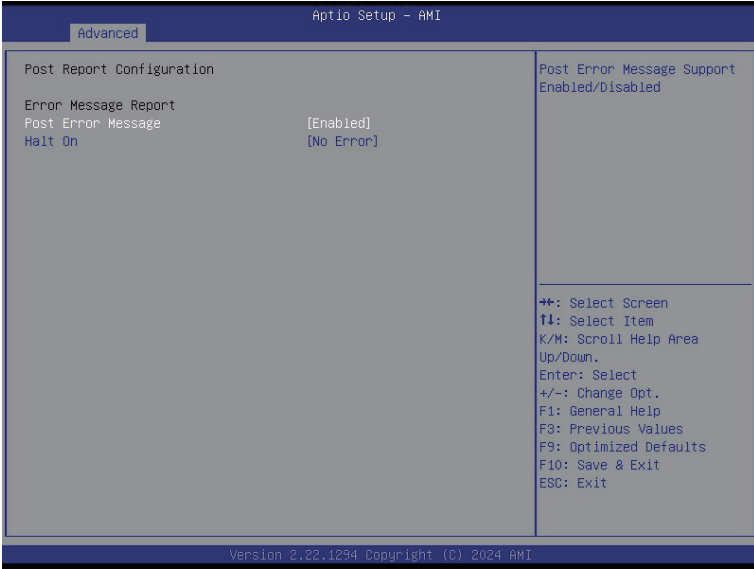 Aptio Setup – AMI
Advanced
Post Report Configuration
Error Message Report
Post Error Message [Enabled]
Halt On [No Error]
Post Error Message Support
Enabled/Disabled
→←: Select Screen
↑↓: Select Item
K/M: Scroll Help Area
Up/Down.
Enter: Select
+/-: Change Opt.
F1: General Help
F3: Previous Values
F9: Optimized Defaults
F10: Save & Exit
ESC: Exit
Version 2.22.1294 Copyright (C) 2024 AMI